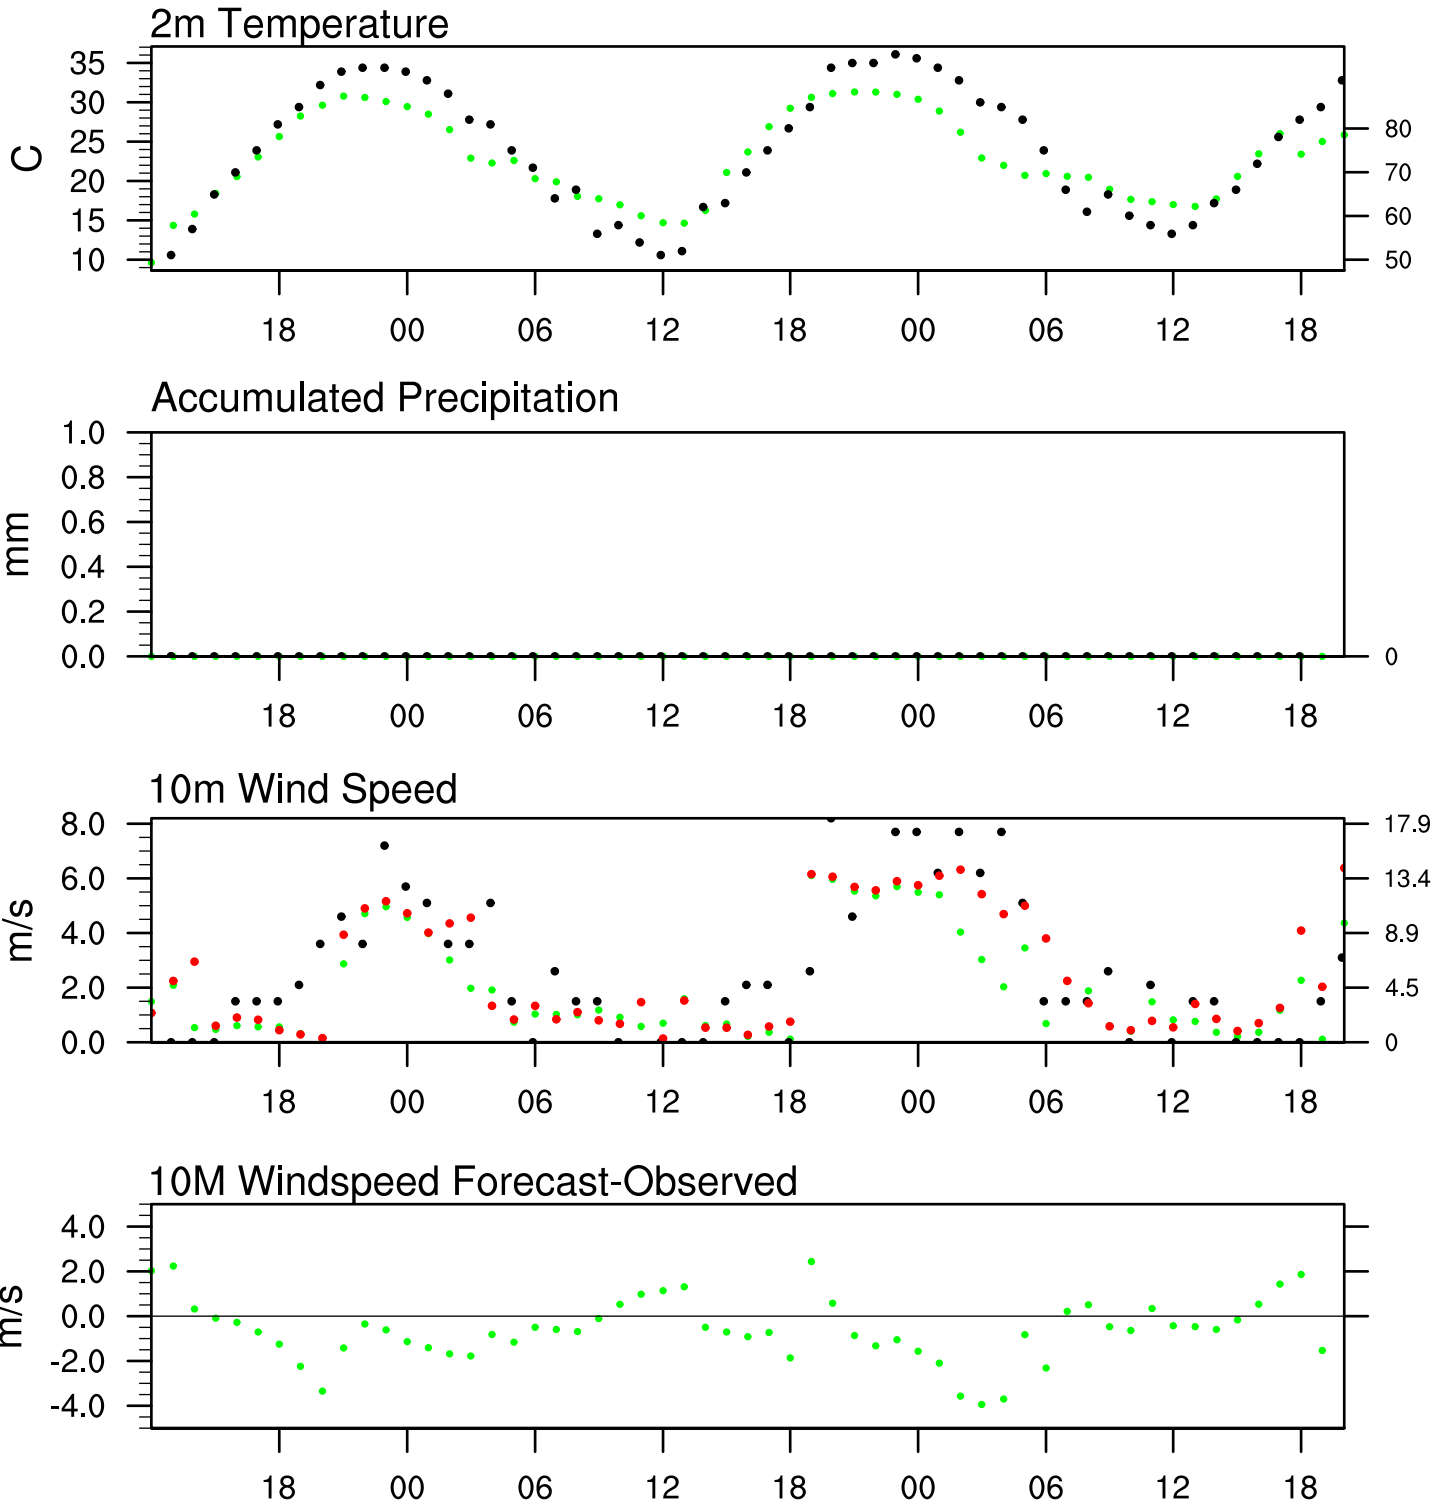 2m Temperature
35
30
25
20
15
10
C
80
70
60
50
18 00 06 12 18 00 06 12 18
Accumulated Precipitation
1.0
0.8
0.6
0.4
0.2
0.0
mm
0
18 00 06 12 18 00 06 12 18
10m Wind Speed
8.0
6.0
4.0
2.0
0.0
m/s
17.9
13.4
8.9
4.5
0
18 00 06 12 18 00 06 12 18
10M Windspeed Forecast-Observed
4.0
2.0
0.0
-2.0
-4.0
m/s
18 00 06 12 18 00 06 12 18